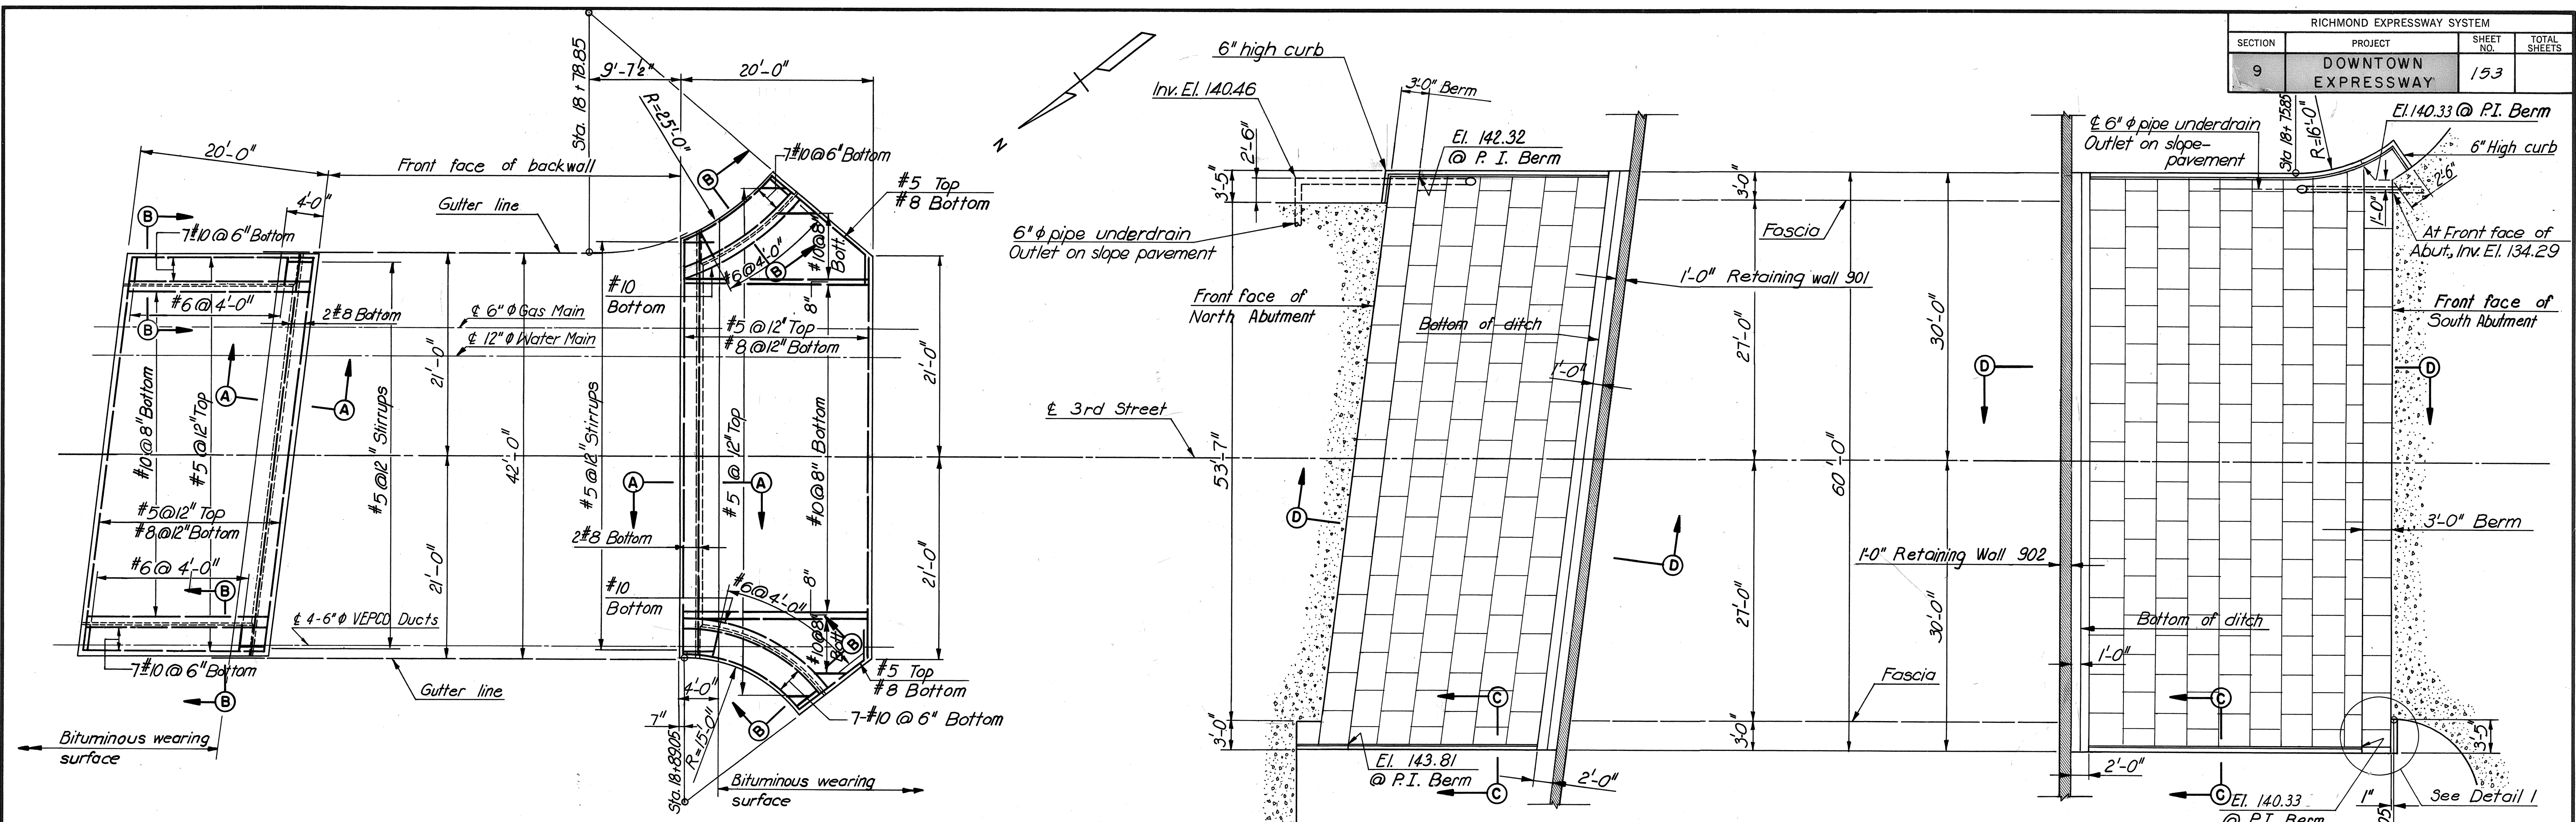 RICHMOND EXPRESSWAY SYSTEM
SECTION
PROJECT
SHEET NO.
TOTAL SHEETS
9
DOWNTOWN EXPRESSWAY
153
Sta. 18+78.85
9'-7½"
20'-0"
R=25'-0"
N
20'-0"
Front face of backwall
4'-0"
Gutter line
B
B
7-#10@6" Bottom
#5 Top
#8 Bottom
B
7#10@6" Bottom
#6@4'-0"
B
2#8 Bottom
#10 Bottom
#6@4'-0"
B
#10@8" Bott.
8"
℄ 6"φ Gas Main
℄ 12"φ Water Main
#5@12" Top
#8@12" Bottom
21'-0"
21'-0"
A
A
#10@8" Bottom
#5@12" Top
#5@12" Stirrups
42'-0"
#5@12" Stirrups
A
A
#5 @ 12" Top
#10@8" Bottom
#5@12" Top
#8@12" Bottom
2#8 Bottom
#6@ 4'-0"
B
21'-0"
21'-0"
#10 Bottom
#6@4'-0"
8"
#10@8" Bott.
B
℄ 4-6"φ VEPCO Ducts
7#10@6" Bottom
B
Gutter line
4'-0"
7"
#5 Top
#8 Bottom
7-#10 @ 6" Bottom
B
R=15'-0"
Sta. 18+89.05
Bituminous wearing surface
Bituminous wearing surface
6" high curb
Inv. El. 140.46
3'-0" Berm
El. 142.32
@ P. I. Berm
2'-6"
3'-5"
3'-0"
6"φ pipe underdrain
Outlet on slope pavement
Fascia
1'-0" Retaining wall 901
Front face of
North Abutment
Bottom of ditch
1'-0"
27'-0"
30'-0"
℄ 3rd Street
53'-7"
60'-0"
D
D
27'-0"
30'-0"
C
3'-0"
3'-0"
Fascia
El. 143.81
@ P.I. Berm
C
2'-0"
℄ 6"φ pipe underdrain
Outlet on slope-pavement
Sta 18+75.85
R=16'-0"
El. 140.33 @ P.I. Berm
6" High curb
2'-6"
1'-0"
At Front face of
Abut., Inv. El. 134.29
Front face of
South Abutment
D
D
3'-0" Berm
1'-0" Retaining Wall 902
Bottom of ditch
1'-0"
C
3'-5"
2'-0"
C
El. 140.33
@ P.I. Berm
1"
See Detail 1